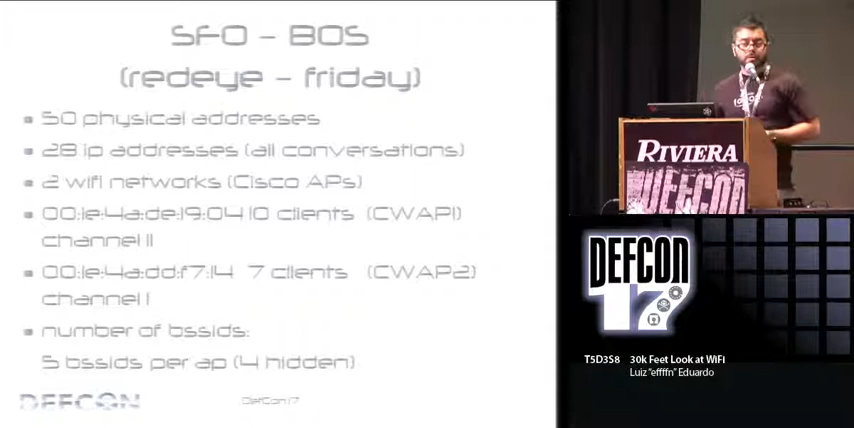 SFO - BOS
(redeye - friday)
50 physical addresses
28 ip addresses (all conversations)
2 wifi networks (Cisco APs)
00:1e:4a:de:19:04 10 clients (CWAP1)
channel 11
00:1e:4a:dd:f7:14 7 clients (CWAP2)
channel 1
number of bssids:
5 bssids per ap (4 hidden)
DEFCON
DefCon 17
RIVIERA
DEFCON
DEFCON
17
T5D3S8 30k Feet Look at WiFi
Luiz "effffn" Eduardo